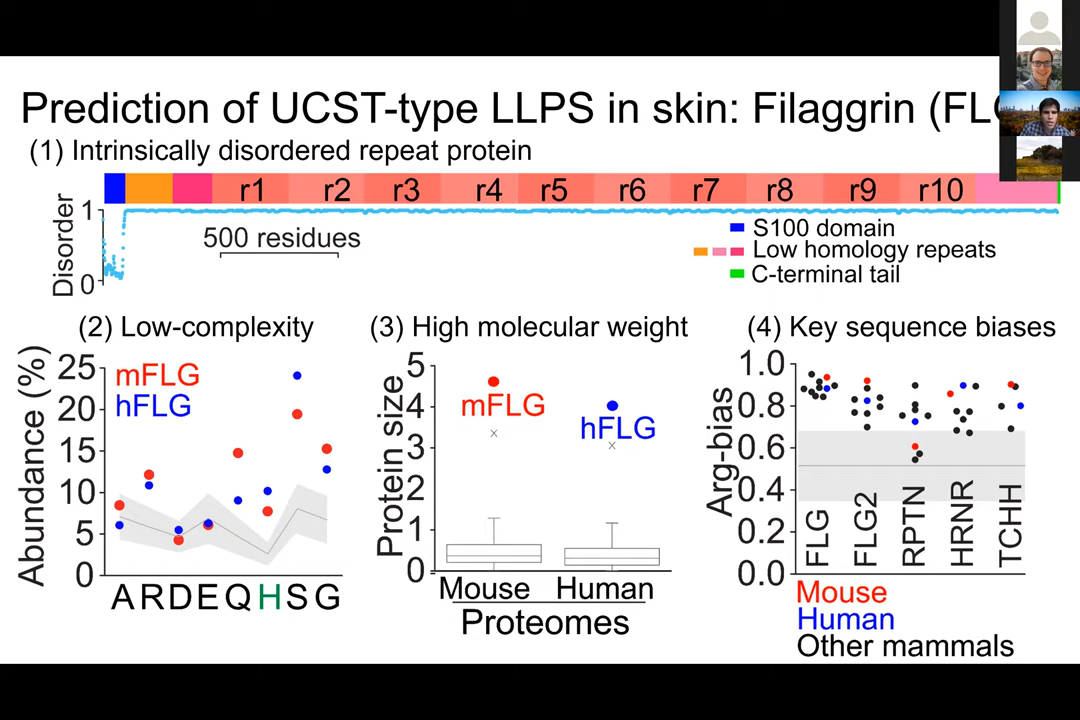 Prediction of UCST-type LLPS in skin: Filaggrin (FL
(1) Intrinsically disordered repeat protein
r1 r2 r3 r4 r5 r6 r7 r8 r9 r10
Disorder
1
0
500 residues
S100 domain
Low homology repeats
C-terminal tail
(2) Low-complexity
Abundance (%)
25
20
15
10
5
0
mFLG
hFLG
A R D E Q H S G
(3) High molecular weight
Protein size
5
4
3
2
1
0
mFLG
hFLG
Mouse Human
Proteomes
(4) Key sequence biases
Arg-bias
1.0
0.8
0.6
0.4
0.2
0.0
FLG
FLG2
RPTN
HRNR
TCHH
Mouse
Human
Other mammals